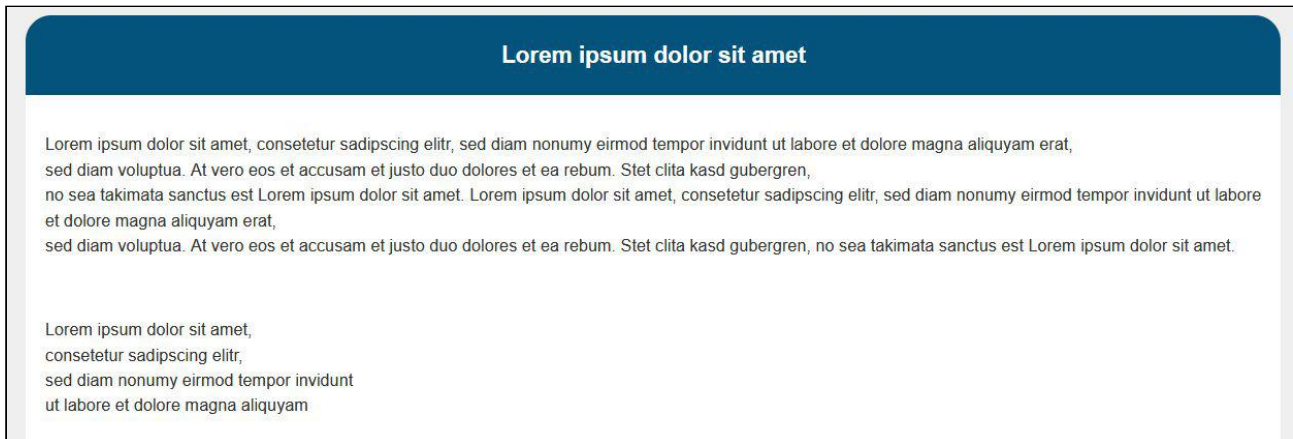 Lorem ipsum dolor sit amet
Lorem ipsum dolor sit amet, consetetur sadipscing elitr, sed diam nonumy eirmod tempor invidunt ut labore et dolore magna aliquyam erat,
sed diam voluptua. At vero eos et accusam et justo duo dolores et ea rebum. Stet clita kasd gubergren,
no sea takimata sanctus est Lorem ipsum dolor sit amet. Lorem ipsum dolor sit amet, consetetur sadipscing elitr, sed diam nonumy eirmod tempor invidunt ut labore
et dolore magna aliquyam erat,
sed diam voluptua. At vero eos et accusam et justo duo dolores et ea rebum. Stet clita kasd gubergren, no sea takimata sanctus est Lorem ipsum dolor sit amet.
Lorem ipsum dolor sit amet,
consetetur sadipscing elitr,
sed diam nonumy eirmod tempor invidunt
ut labore et dolore magna aliquyam